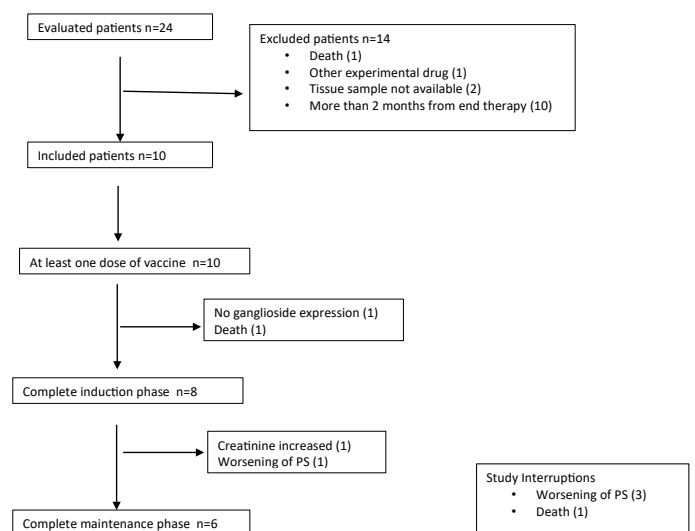 Evaluated patients n=24
Excluded patients n=14
• Death (1)
• Other experimental drug (1)
• Tissue sample not available (2)
• More than 2 months from end therapy (10)
Included patients n=10
At least one dose of vaccine n=10
No ganglioside expression (1)
Death (1)
Complete induction phase n=8
Creatinine increased (1)
Worsening of PS (1)
Study Interruptions
• Worsening of PS (3)
• Death (1)
Complete maintenance phase n=6